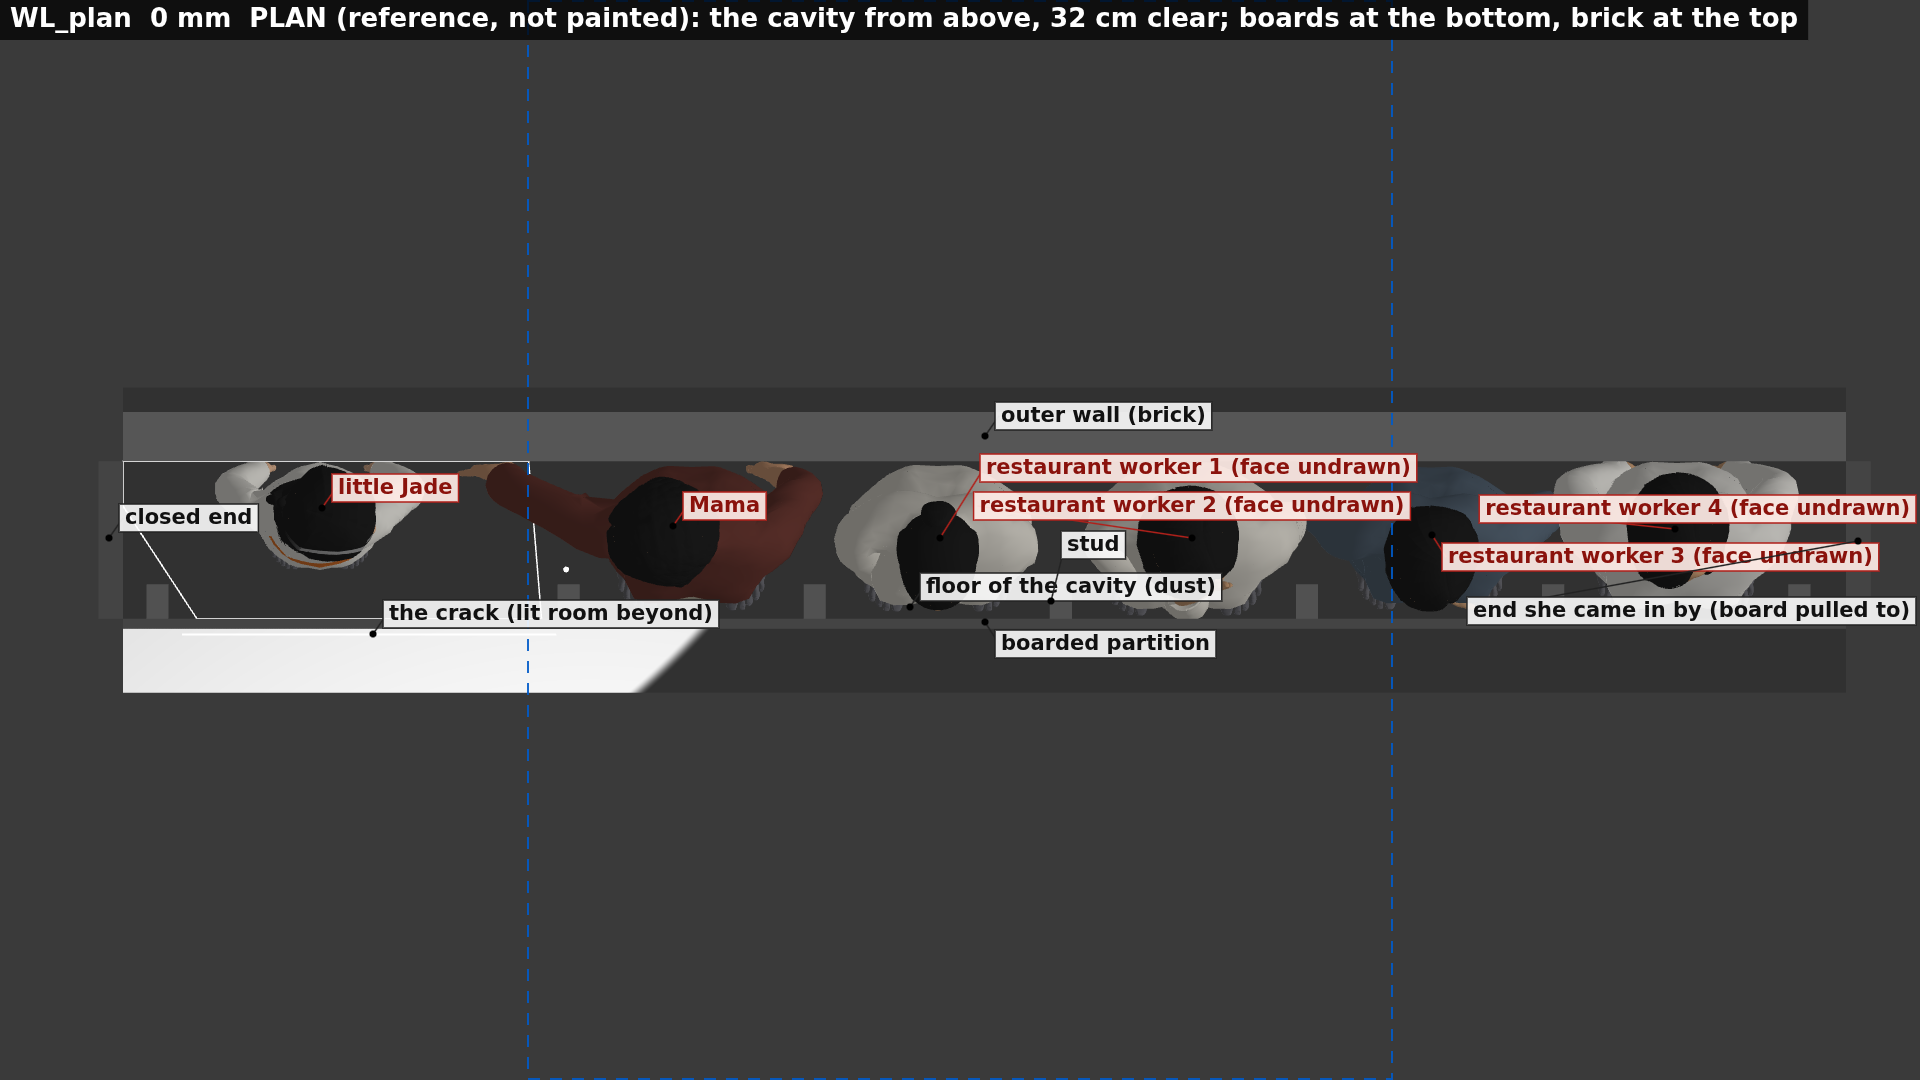 WL_plan  0 mm  PLAN (reference, not painted): the cavity from above, 32 cm clear; boards at the bottom, brick at the top
outer wall (brick)
restaurant worker 1 (face undrawn)
little Jade
Mama
restaurant worker 2 (face undrawn)
restaurant worker 4 (face undrawn)
closed end
stud
restaurant worker 3 (face undrawn)
floor of the cavity (dust)
the crack (lit room beyond)
end she came in by (board pulled to)
boarded partition